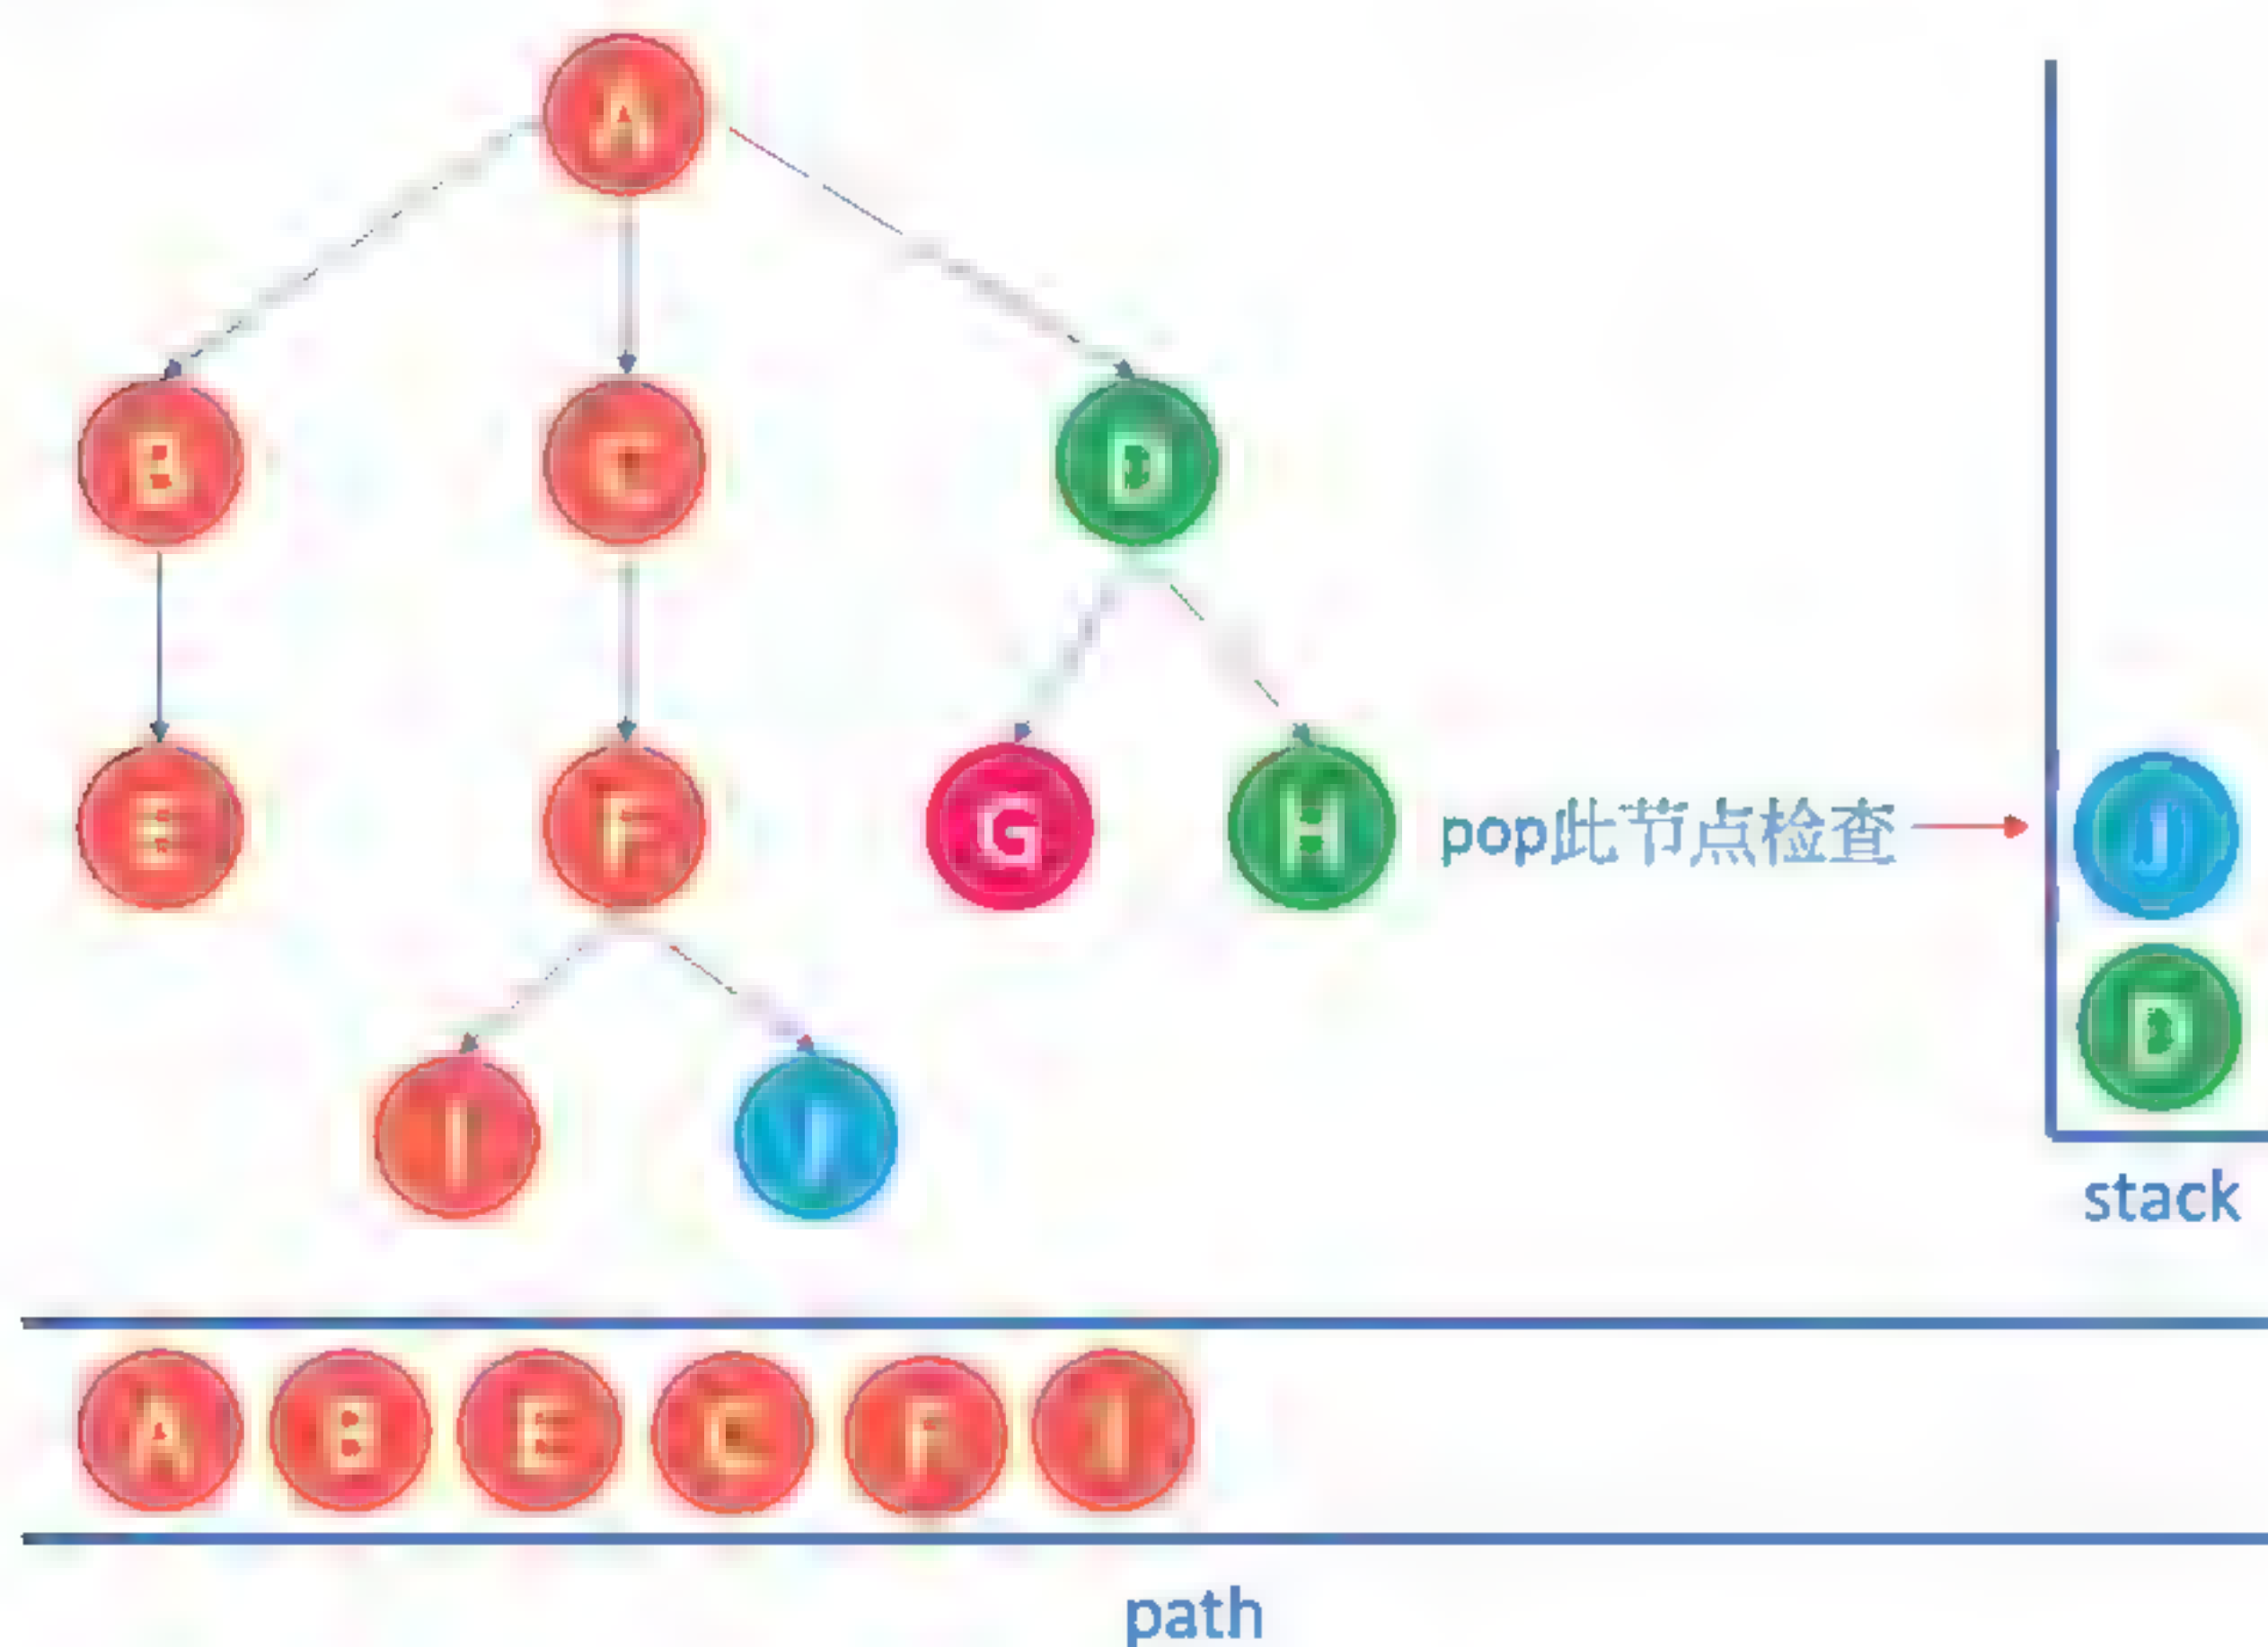 A
B C D
E F G H pop此节点检查 J
D
I J
stack
A B E C F I
path